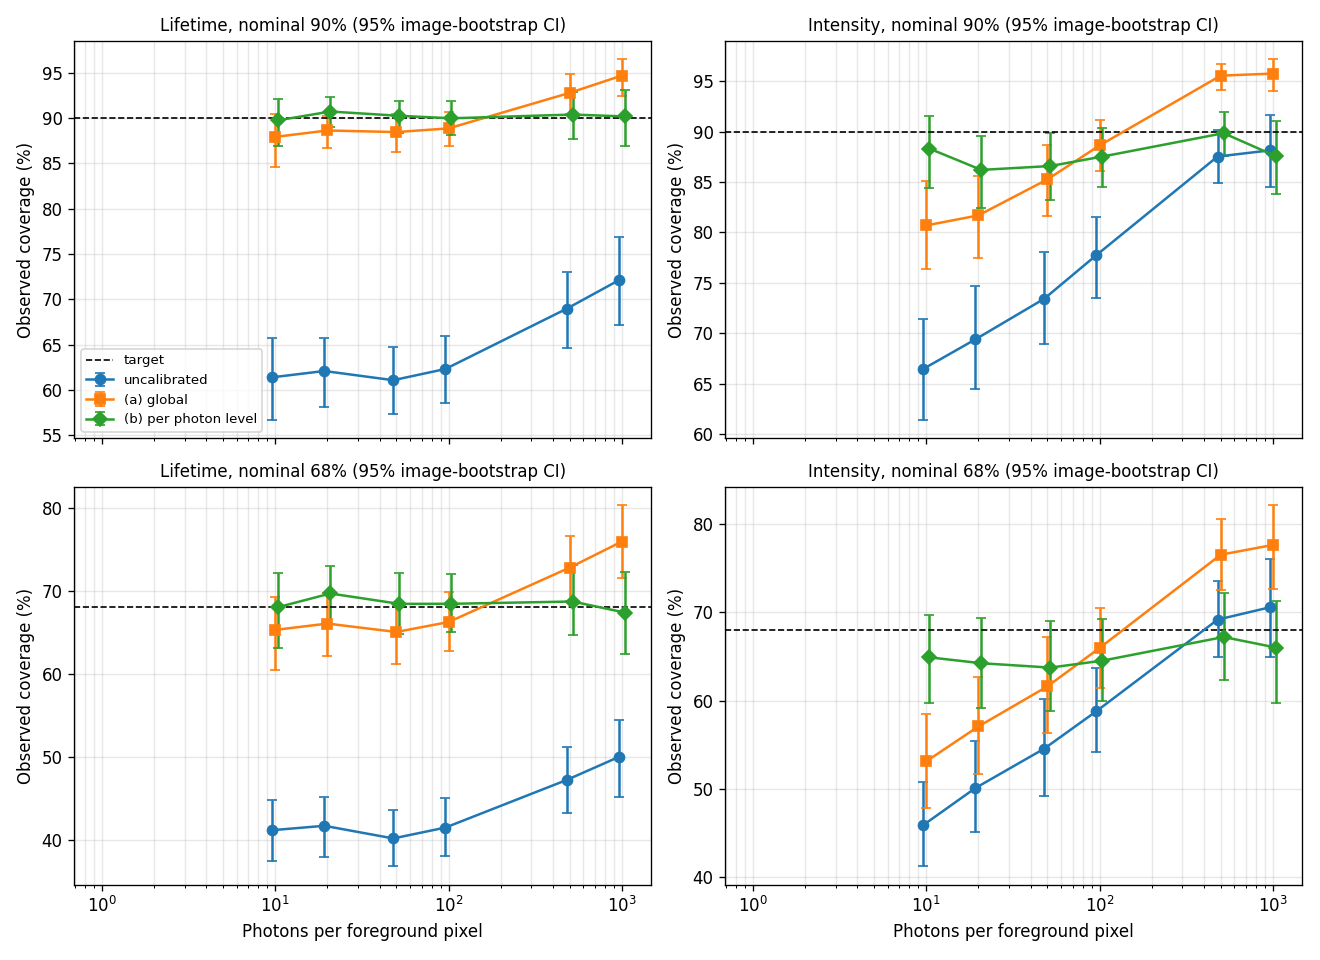 Lifetime, nominal 90% (95% image-bootstrap CI)
Observed coverage (%)
95
90
85
80
75
70
65
60
55
target
uncalibrated
(a) global
(b) per photon level
Intensity, nominal 90% (95% image-bootstrap CI)
Observed coverage (%)
95
90
85
80
75
70
65
60
Lifetime, nominal 68% (95% image-bootstrap CI)
Observed coverage (%)
80
70
60
50
40
10⁰ 10¹ 10² 10³
Photons per foreground pixel
Intensity, nominal 68% (95% image-bootstrap CI)
Observed coverage (%)
80
70
60
50
40
10⁰ 10¹ 10² 10³
Photons per foreground pixel